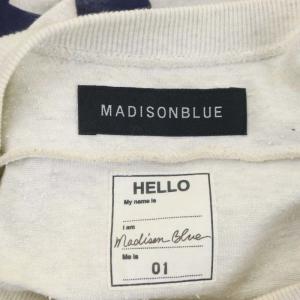 MADISONBLUE
HELLO
My name is
I am
Madison Blue
Me is
01